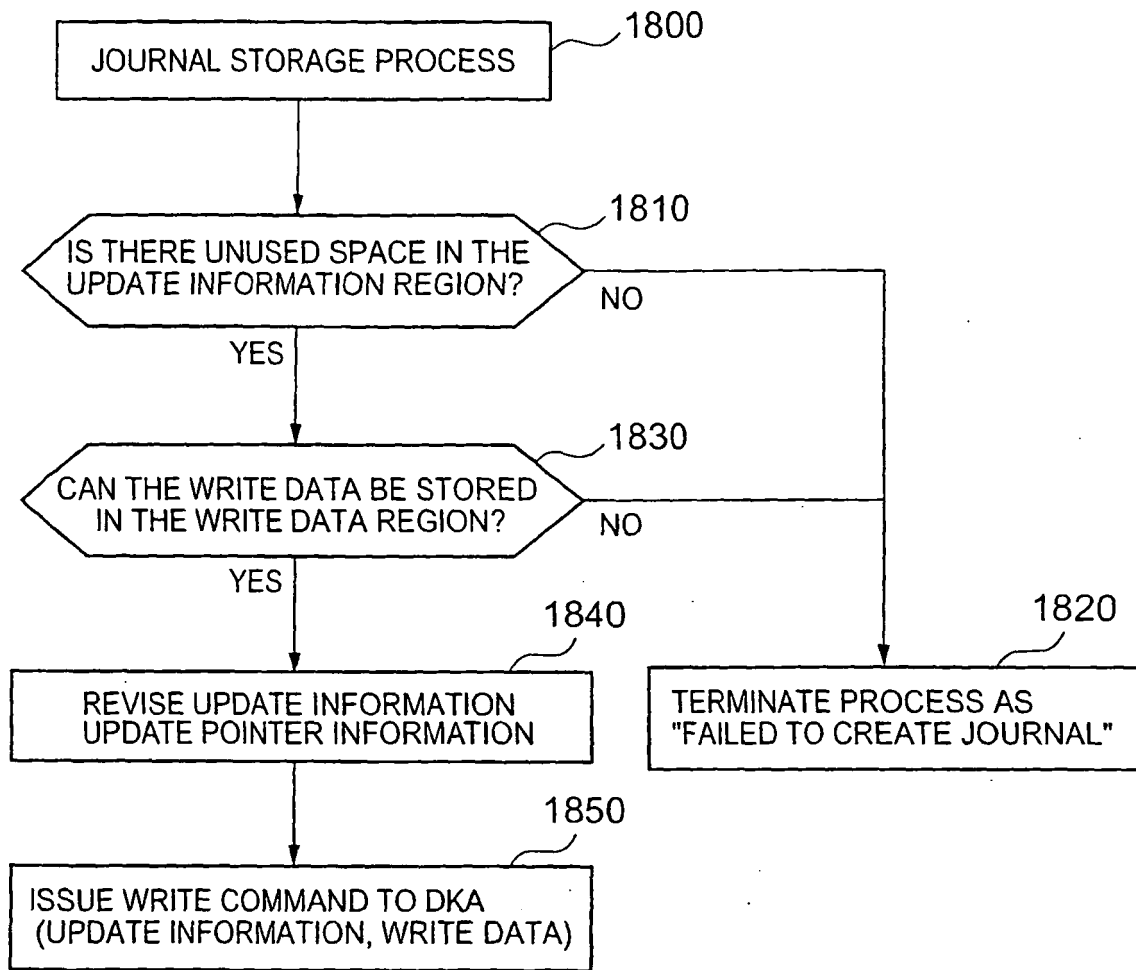 1800
JOURNAL STORAGE PROCESS
1810
IS THERE UNUSED SPACE IN THE
UPDATE INFORMATION REGION?
NO
YES
1830
CAN THE WRITE DATA BE STORED
IN THE WRITE DATA REGION?
NO
YES
1840
REVISE UPDATE INFORMATION
UPDATE POINTER INFORMATION
1820
TERMINATE PROCESS AS
"FAILED TO CREATE JOURNAL"
1850
ISSUE WRITE COMMAND TO DKA
(UPDATE INFORMATION, WRITE DATA)